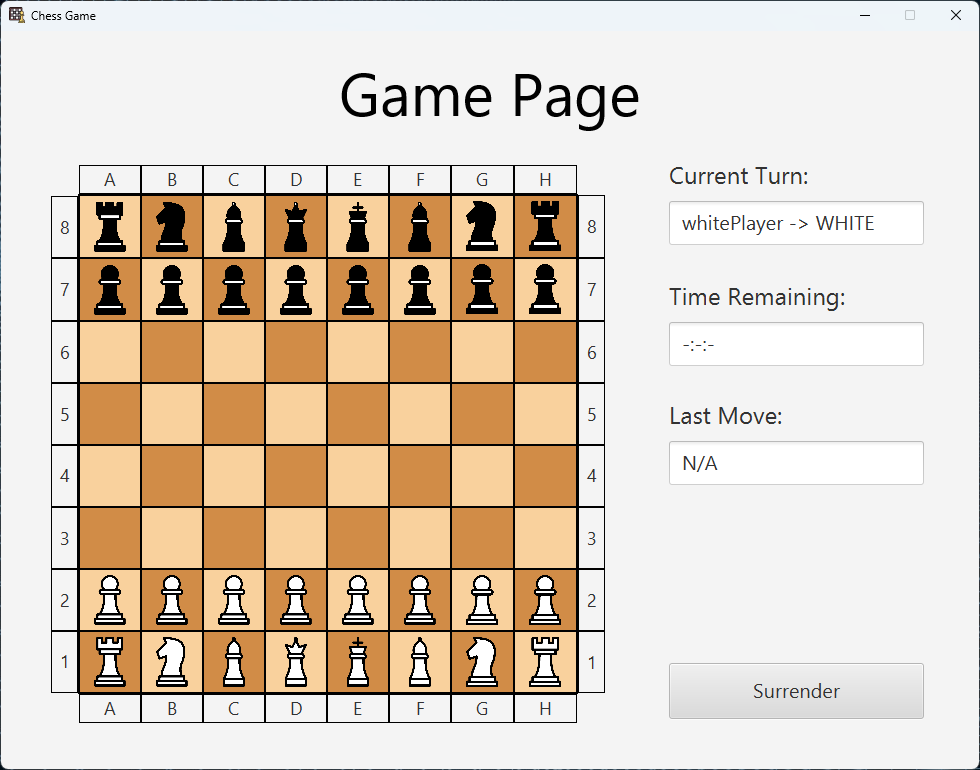 Chess Game
Game Page
A B C D E F G H
8 8
7 7
6 6
5 5
4 4
3 3
2 2
1 1
A B C D E F G H
Current Turn:
whitePlayer -> WHITE
Time Remaining:
-:-:-
Last Move:
N/A
Surrender